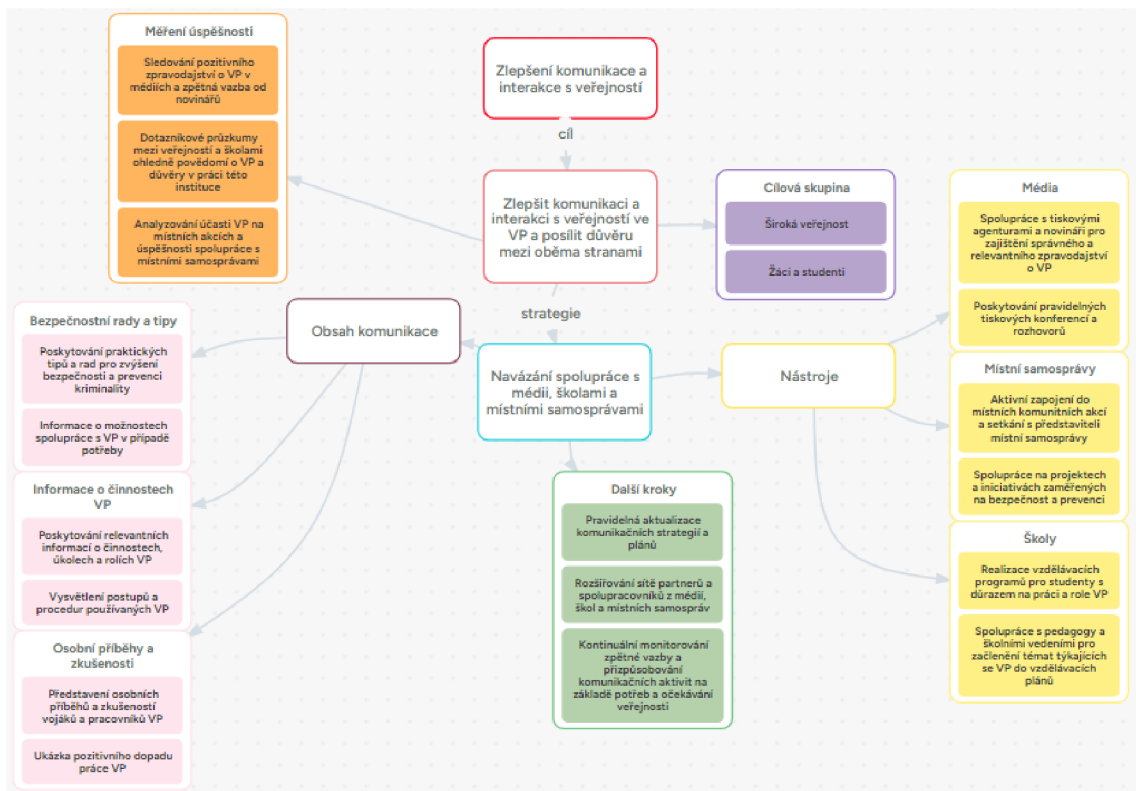 Měření úspěšnosti
Sledování pozitivního
zpravodajství o VP v
médiích a zpětná vazba od
novinářů
Dotazníkové průzkumy
mezi veřejností a školami
ohledně povědomí o VP a
důvěry v práci této
instituce
Analyzování účasti VP na
místních akcích a
úspěšnosti spolupráce s
místními samosprávami
Zlepšení komunikace a
interakce s veřejností
cíl
Zlepšit komunikaci a
interakci s veřejností ve
VP a posílit důvěru
mezi oběma stranami
Cílová skupina
Široká veřejnost
Žáci a studenti
strategie
Navázání spolupráce s
médii, školami a
místními samosprávami
Obsah komunikace
Nástroje
Média
Spolupráce s tiskovými
agenturami a novináři pro
zajištění správného a
relevantního zpravodajství
o VP
Poskytování pravidelných
tiskových konferencí a
rozhovorů
Místní samosprávy
Aktivní zapojení do
místních komunitních akcí
a setkání s představiteli
místní samosprávy
Spolupráce na projektech
a iniciativách zaměřených
na bezpečnost a prevenci
Školy
Realizace vzdělávacích
programů pro studenty s
důrazem na práci a role VP
Spolupráce s pedagogy a
školními vedeními pro
začlenění témat týkajících
se VP do vzdělávacích
plánů
Bezpečnostní rady a tipy
Poskytování praktických
tipů a rad pro zvýšení
bezpečnosti a prevenci
kriminality
Informace o možnostech
spolupráce s VP v případě
potřeby
Informace o činnostech
VP
Poskytování relevantních
informací o činnostech,
úkolech a rolích VP
Vysvětlení postupů a
procedur používaných VP
Osobní příběhy a
zkušenosti
Představení osobních
příběhů a zkušeností
vojáků a pracovníků VP
Ukázka pozitivního dopadu
práce VP
Další kroky
Pravidelná aktualizace
komunikačních strategií a
plánů
Rozšiřování sítě partnerů a
spolupracovníků z médií,
škol a místních samospráv
Kontinuální monitorování
zpětné vazby a
přizpůsobování
komunikačních aktivit na
základě potřeb a očekávání
veřejnosti